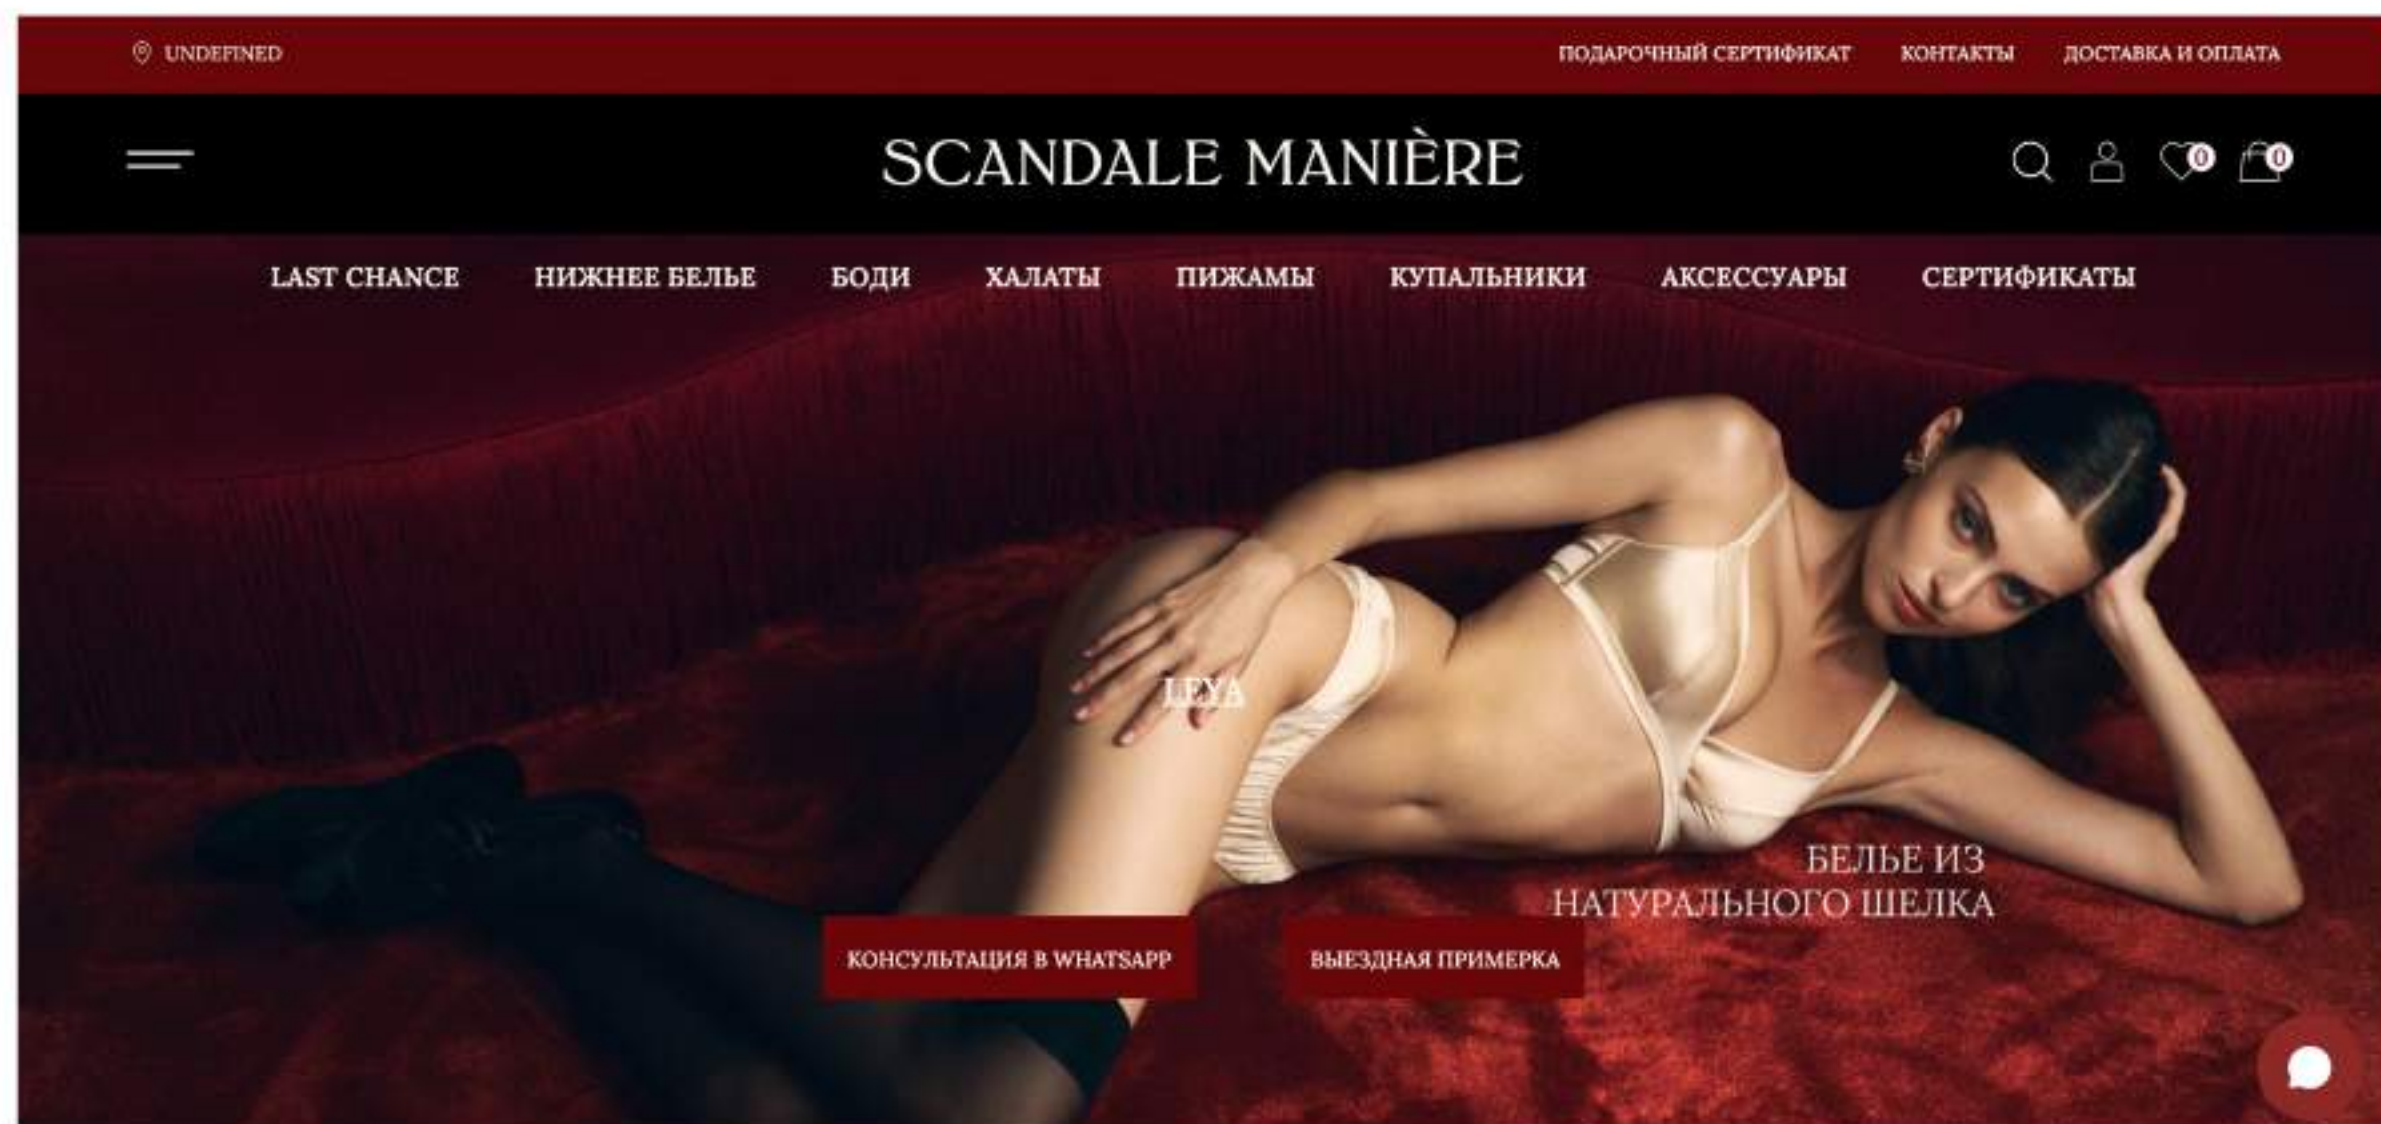 UNDEFINED
ПОДАРОЧНЫЙ СЕРТИФИКАТ
КОНТАКТЫ
ДОСТАВКА И ОПЛАТА
SCANDALE MANIÈRE
0
0
LAST CHANCE
НИЖНЕЕ БЕЛЬЕ
БОДИ
ХАЛАТЫ
ПИЖАМЫ
КУПАЛЬНИКИ
АКСЕССУАРЫ
СЕРТИФИКАТЫ
LEYA
БЕЛЬЕ ИЗ
НАТУРАЛЬНОГО ШЕЛКА
КОНСУЛЬТАЦИЯ В WHATSAPP
ВЫЕЗДНАЯ ПРИМЕРКА